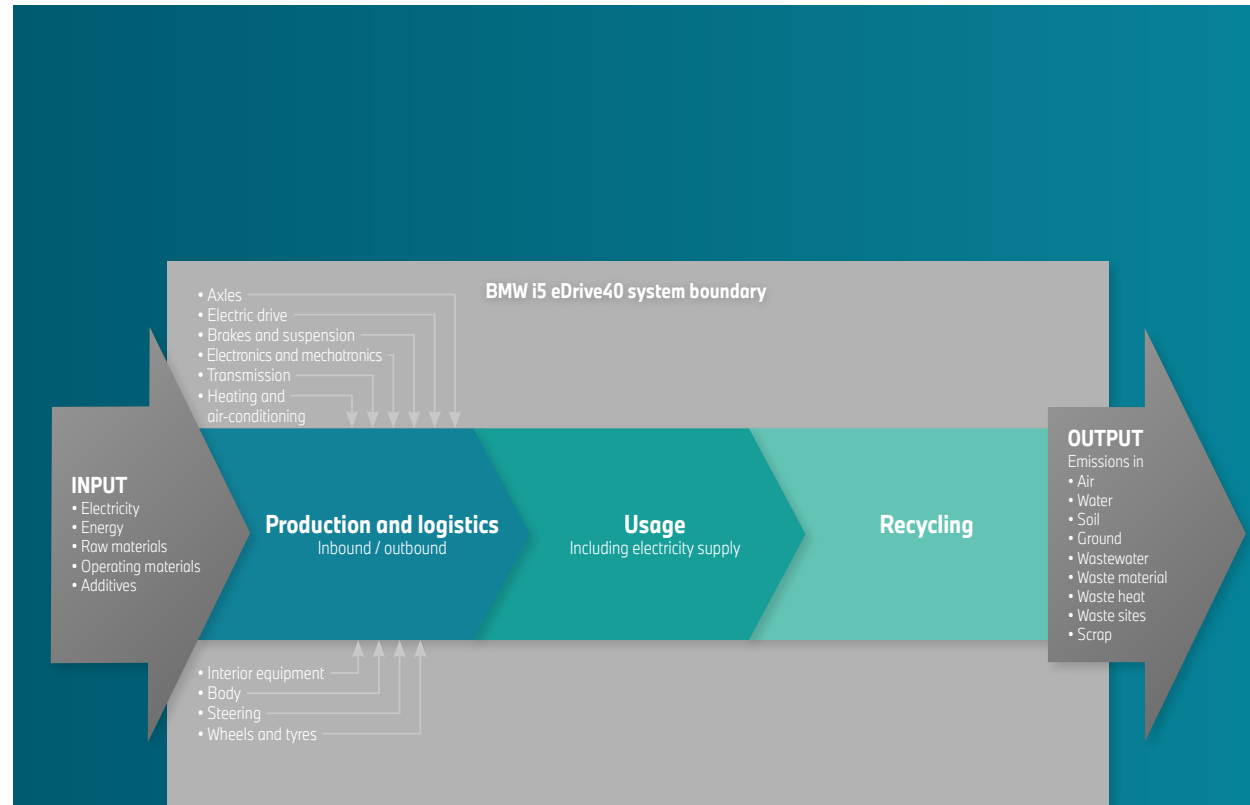 BMW i5 eDrive40 system boundary
• Axles
• Electric drive
• Brakes and suspension
• Electronics and mechatronics
• Transmission
• Heating and
air-conditioning
INPUT
• Electricity
• Energy
• Raw materials
• Operating materials
• Additives
Production and logistics
Inbound / outbound
Usage
Including electricity supply
Recycling
OUTPUT
Emissions in
• Air
• Water
• Soil
• Ground
• Wastewater
• Waste material
• Waste heat
• Waste sites
• Scrap
• Interior equipment
• Body
• Steering
• Wheels and tyres